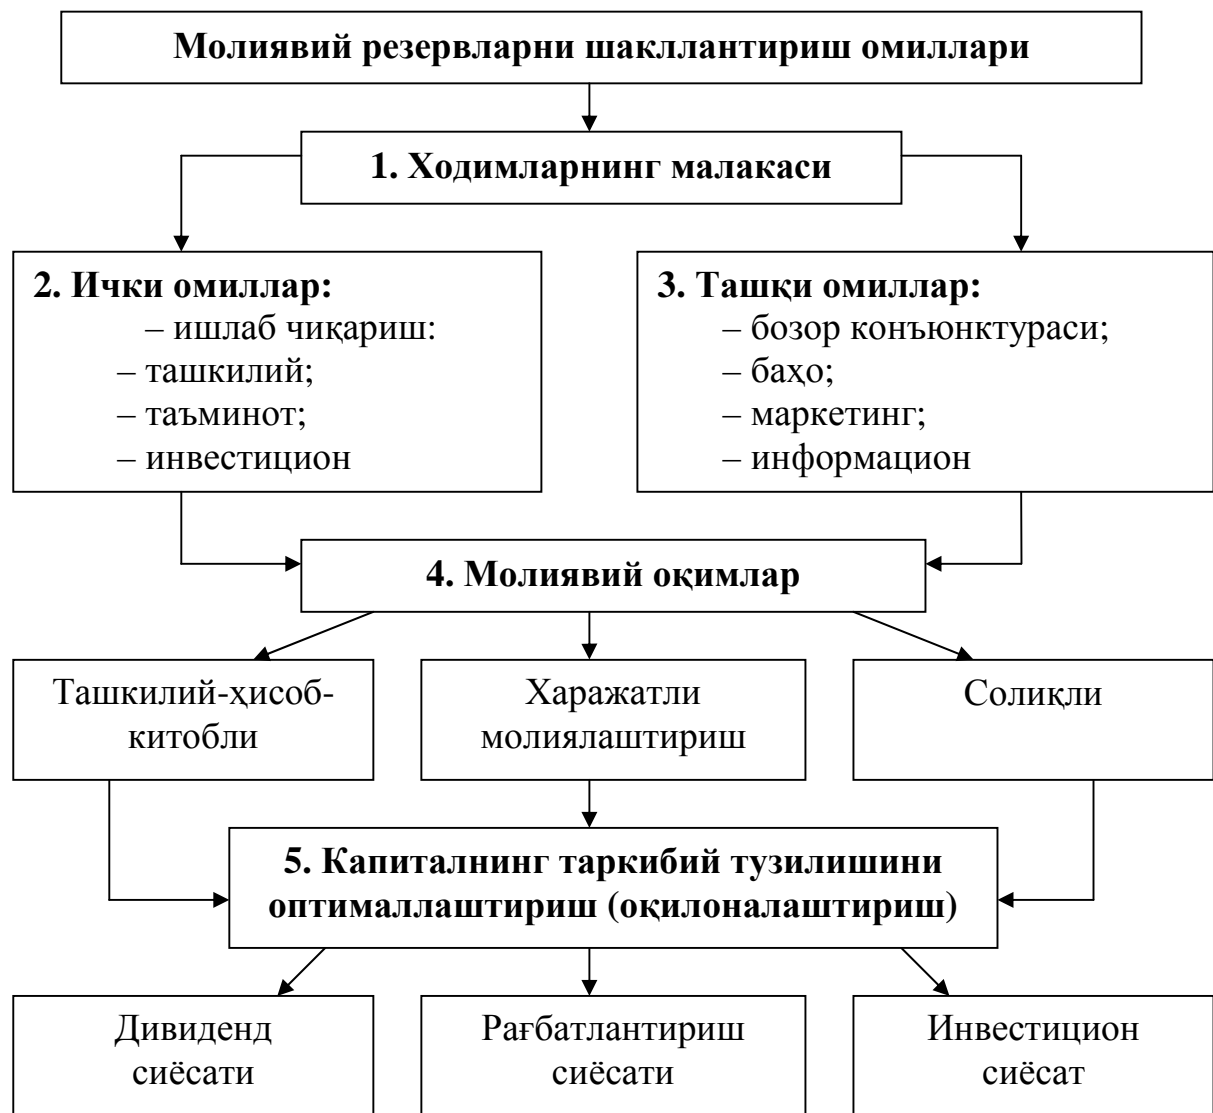 Молиявий резервларни шакллантириш омиллари
1. Ходимларнинг малакаси
2. Ички омиллар:
– ишлаб чиқариш:
– ташкилий;
– таъминот;
– инвестицион
3. Ташқи омиллар:
– бозор конъюнктураси;
– баҳо;
– маркетинг;
– информацион
4. Молиявий оқимлар
Ташкилий-ҳисоб-
китобли
Харажатли
молиялаштириш
Солиқли
5. Капиталнинг таркибий тузилишини
оптималлаштириш (оқилоналаштириш)
Дивиденд
сиёсати
Рағбатлантириш
сиёсати
Инвестицион
сиёсат